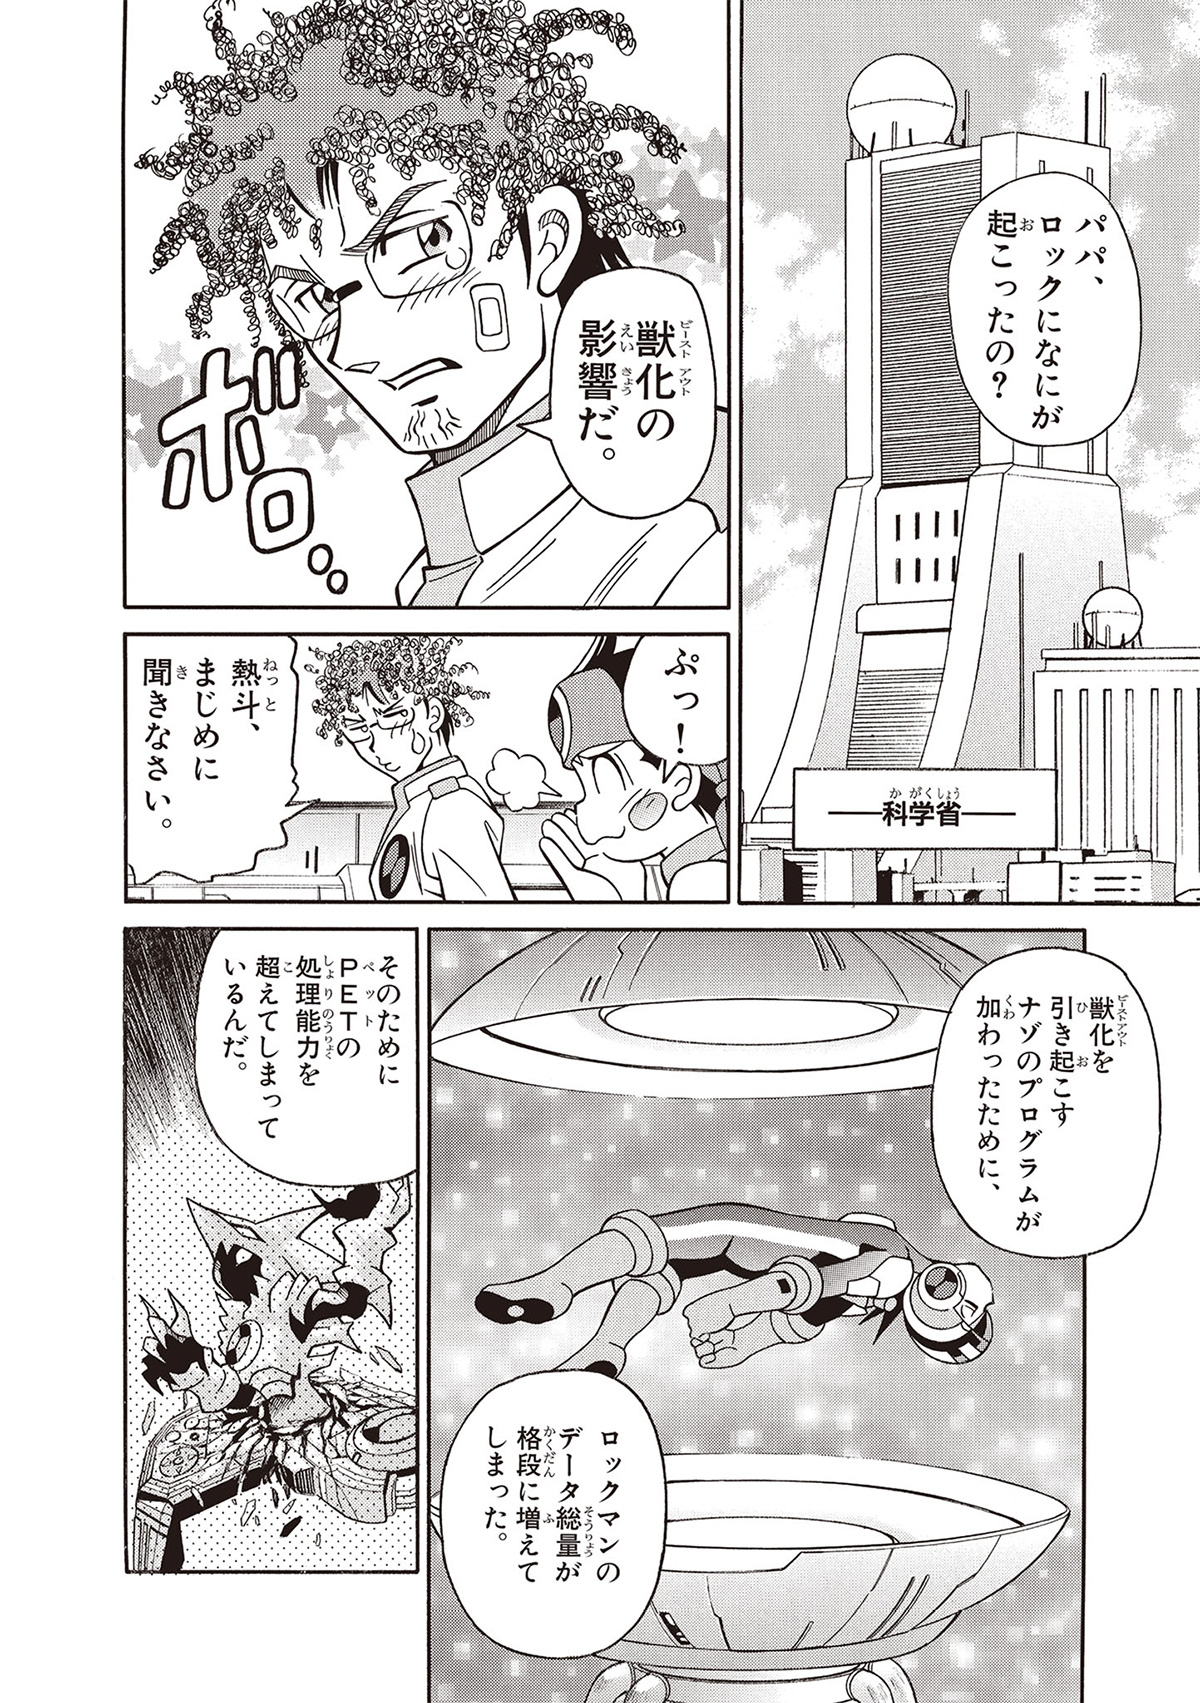 パパ、
ロックになにが
起こったの？
科学省
獣化の
影響だ。
ボロ‥
ぷっ！
熱斗、
まじめに
聞きなさい。
獣化を
引き起こす
ナゾのプログラムが
加わったために、
ロックマンの
データ総量が
格段に増えて
しまった。
そのために
PETの
処理能力を
超えてしまって
いるんだ。